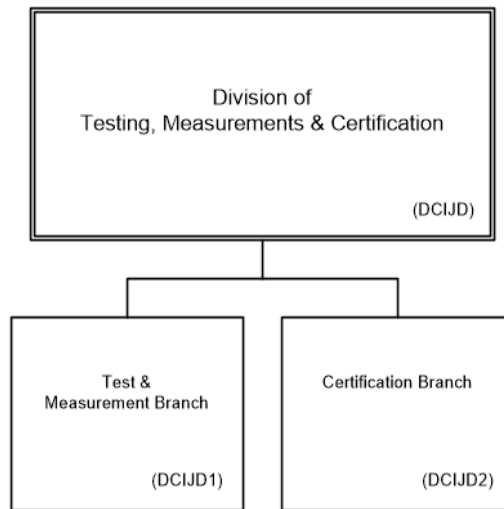 Division of
Testing, Measurements & Certification
(DCIJD)
Test &
Measurement Branch
(DCIJD1)
Certification Branch
(DCIJD2)